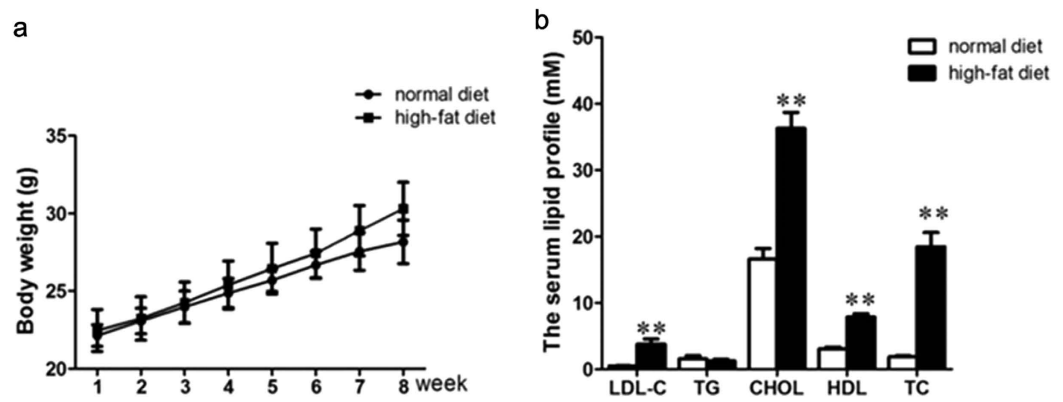 a
normal diet
high-fat diet
Body weight (g)
35
30
25
20
1 2 3 4 5 6 7 8 week
b
normal diet
high-fat diet
The serum lipid profile (mM)
50
40
30
20
10
0
**
**
**
**
LDL-C TG CHOL HDL TC